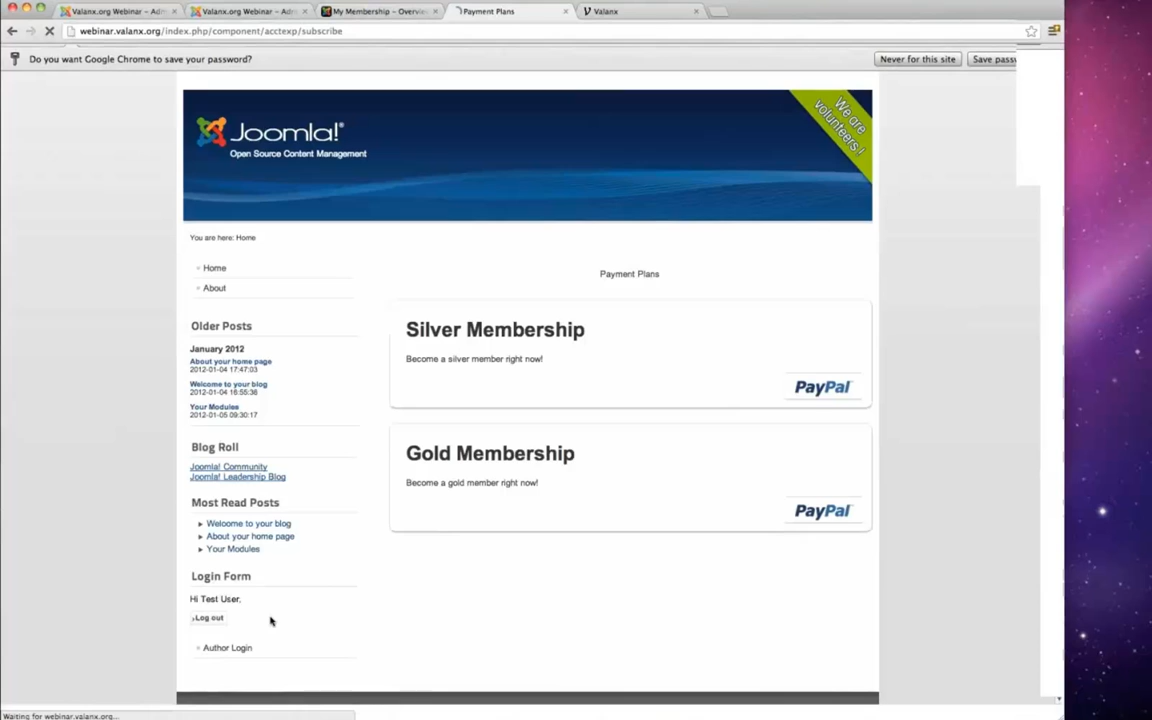 Valanx.org Webinar – Adm
Valanx.org Webinar – Adm
My Membership – Overvie
Payment Plans
Valanx
webinar.valanx.org/index.php/component/acctexp/subscribe
Do you want Google Chrome to save your password?
Never for this site
Save passw
Joomla!®
Open Source Content Management
We are
volunteers!
You are here: Home
Home
About
Older Posts
January 2012
About your home page
2012-01-04 17:47:03
Welcome to your blog
2012-01-04 16:55:36
Your Modules
2012-01-05 09:30:17
Blog Roll
Joomla! Community
Joomla! Leadership Blog
Most Read Posts
Welcome to your blog
About your home page
Your Modules
Login Form
Hi Test User,
Log out
Author Login
Payment Plans
Silver Membership
Become a silver member right now!
PayPal
Gold Membership
Become a gold member right now!
PayPal
Waiting for webinar.valanx.org...